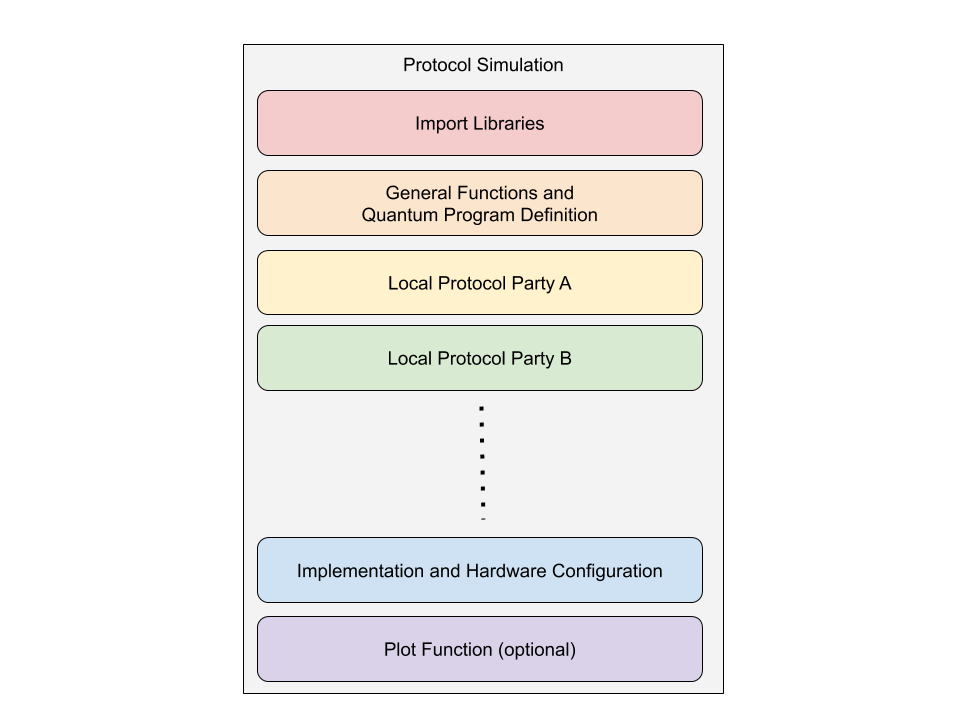 Protocol Simulation
Import Libraries
General Functions and
Quantum Program Definition
Local Protocol Party A
Local Protocol Party B
Implementation and Hardware Configuration
Plot Function (optional)